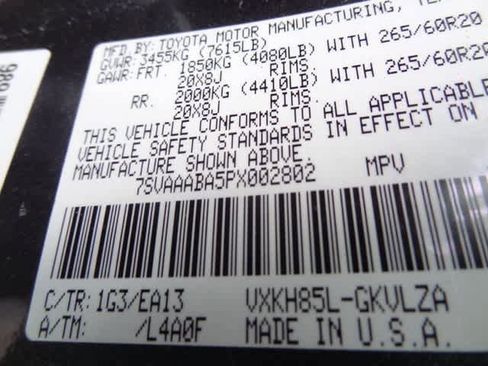 MFD. BY: TOYOTA MOTOR MANUFACTURING,
GVWR: 3455KG (7615LB)
GAWR: FRT. 1850KG (4080LB) WITH 265/60R20
20X8J RIMS
RR. 2000KG (4410LB) WITH 265/60R20
20X8J RIMS
THIS VEHICLE CONFORMS TO ALL APPLICABLE
VEHICLE SAFETY STANDARDS IN EFFECT ON
MANUFACTURE SHOWN ABOVE.
7SVAAABA5PX002802 MPV
C/TR: 1G3/EA13 VXKH85L-GKVLZA
A/TM: /L4A0F MADE IN U.S.A.